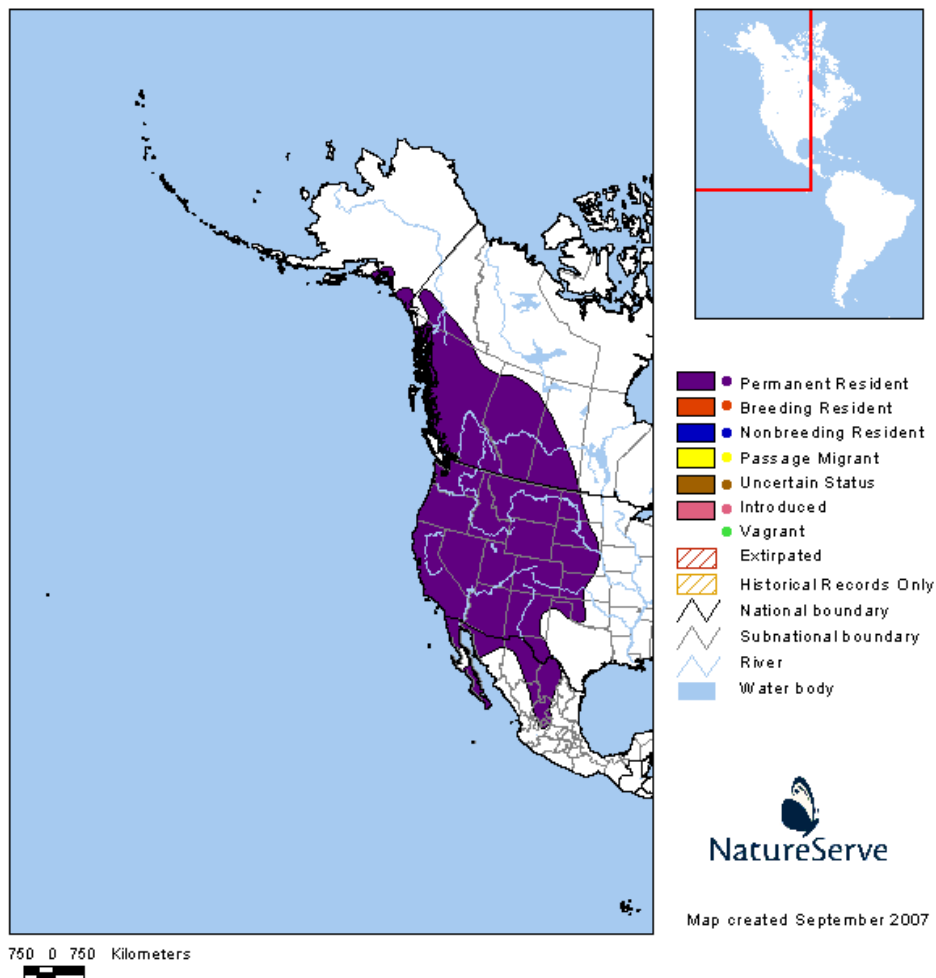 Permanent Resident
Breeding Resident
Nonbreeding Resident
Passage Migrant
Uncertain Status
Introduced
Vagrant
Extirpated
Historical Records Only
National boundary
Subnational boundary
River
Water body
NatureServe
Map created September 2007
750 0 750 Kilometers